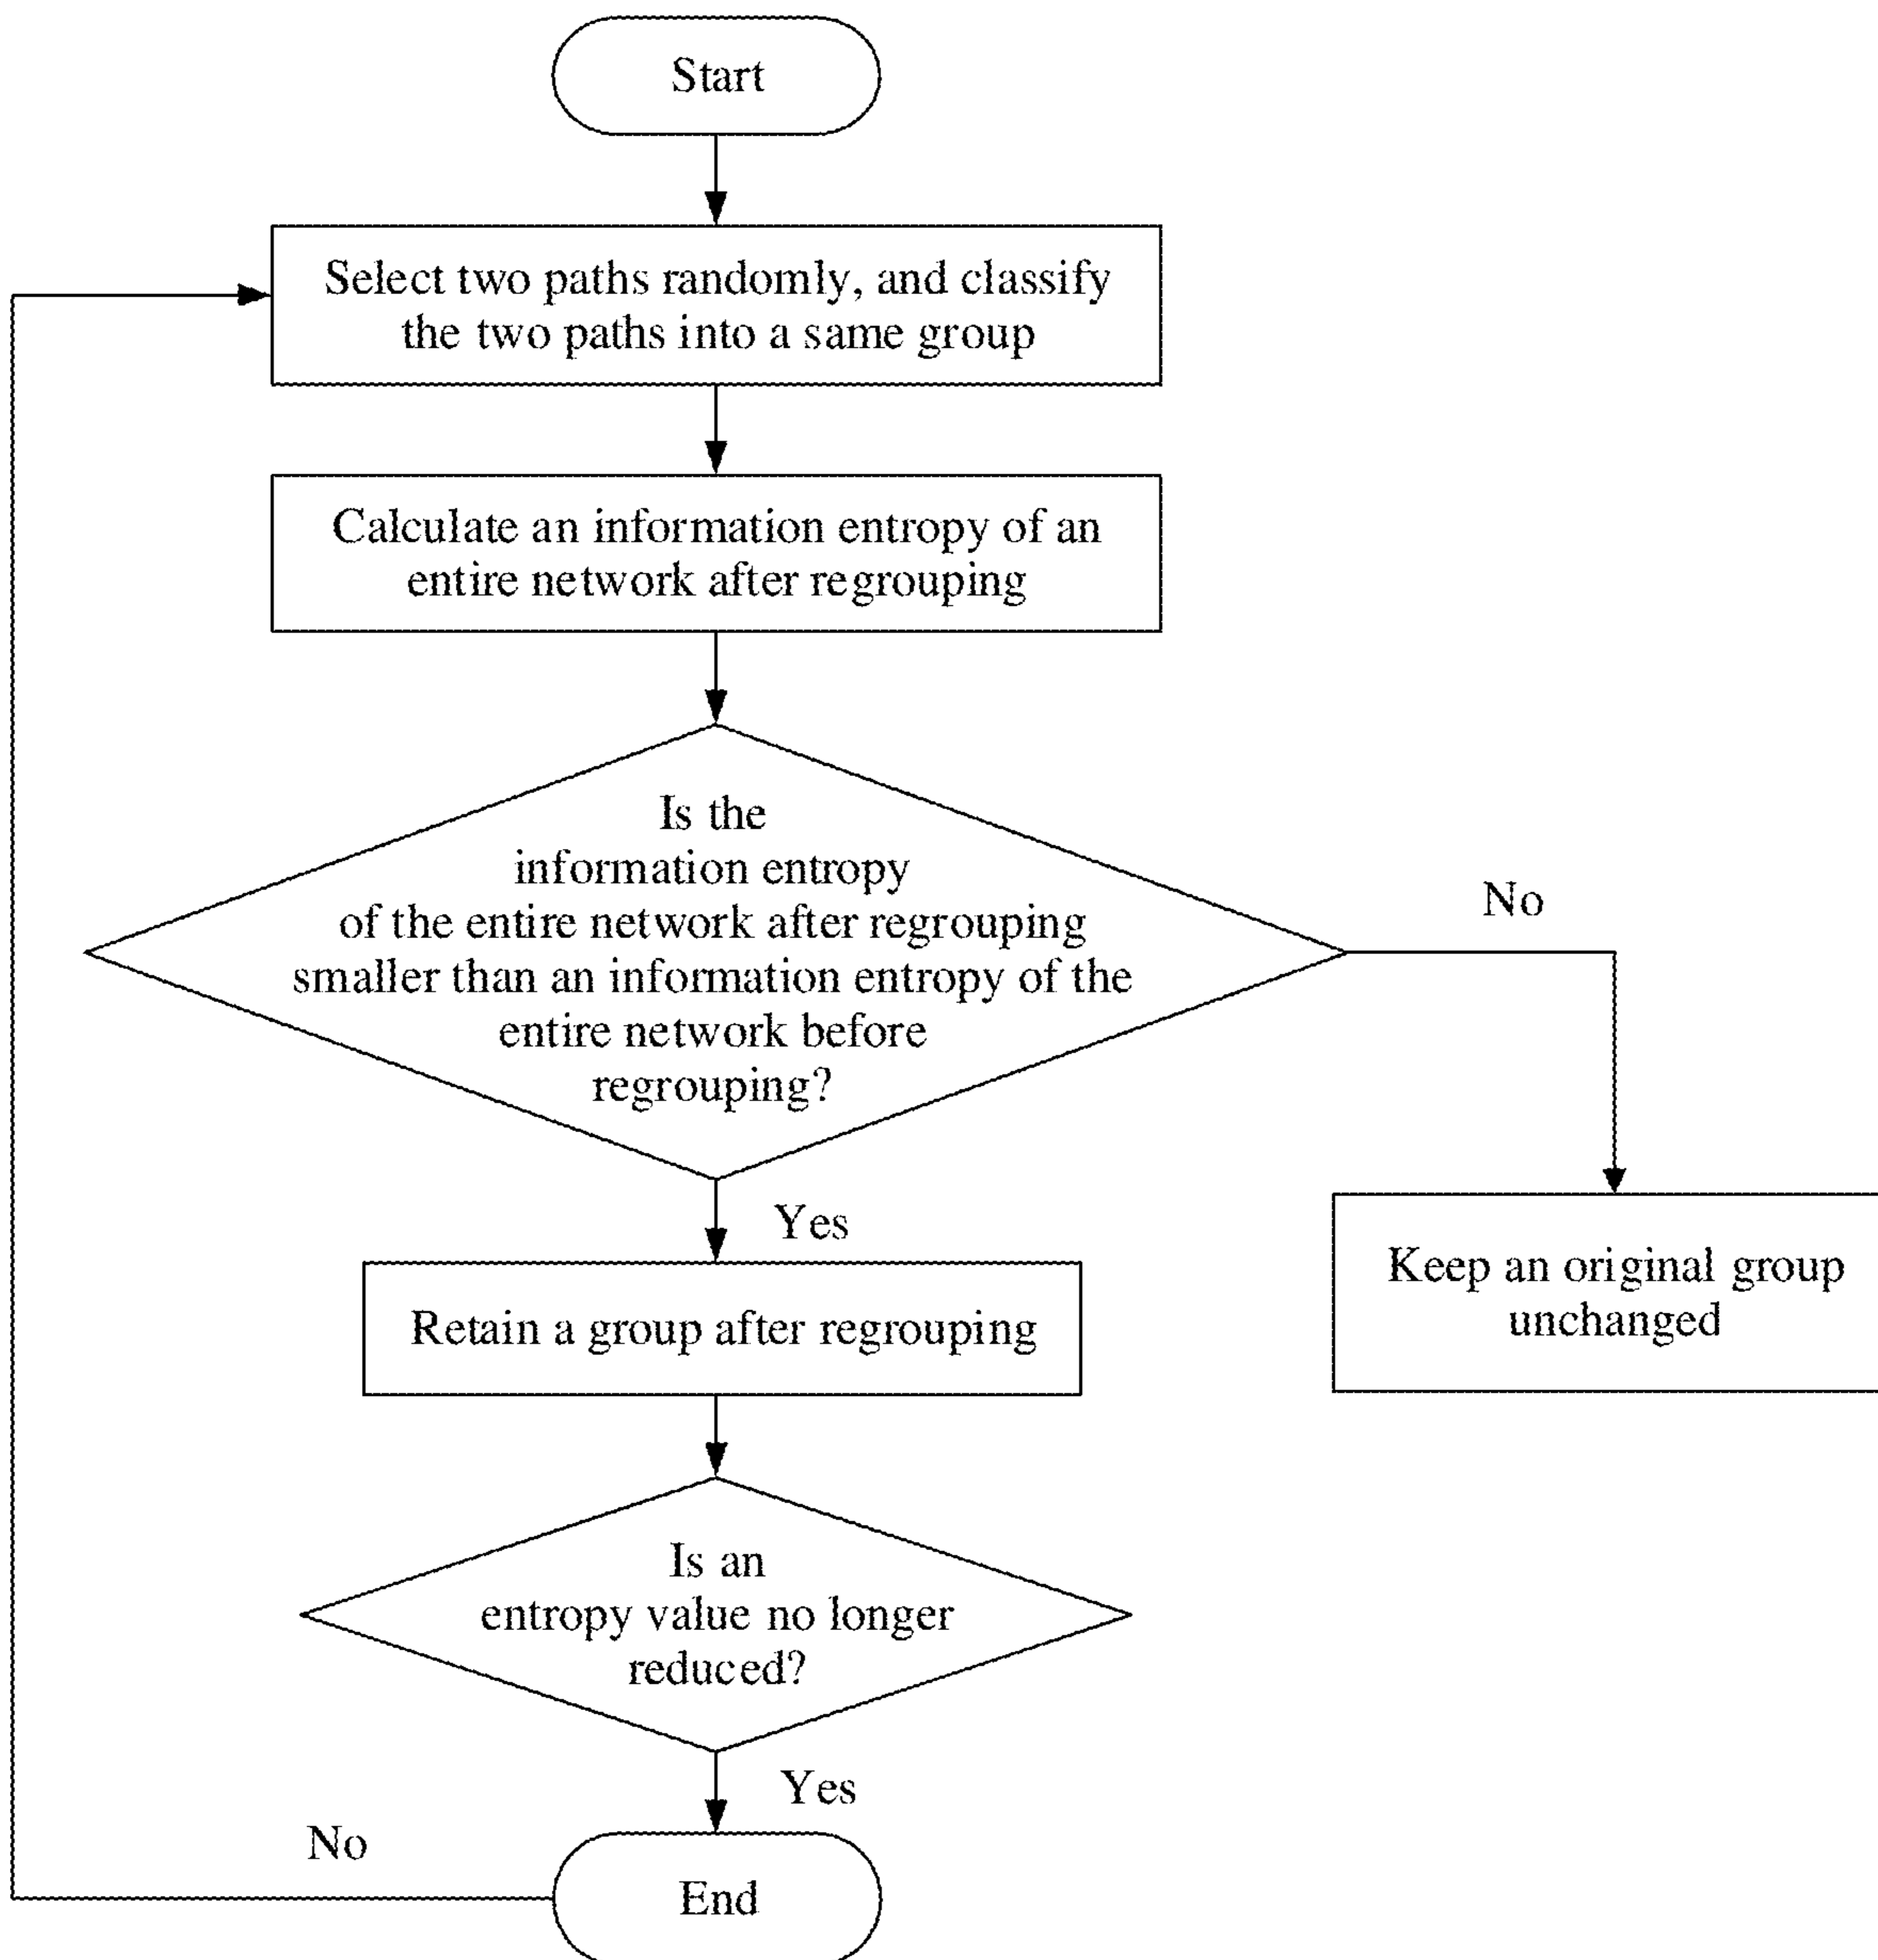 Start
Select two paths randomly, and classify
the two paths into a same group
Calculate an information entropy of an
entire network after regrouping
Is the
information entropy
of the entire network after regrouping
smaller than an information entropy of the
entire network before
regrouping?
No
Yes
Keep an original group
unchanged
Retain a group after regrouping
Is an
entropy value no longer
reduced?
Yes
No
End